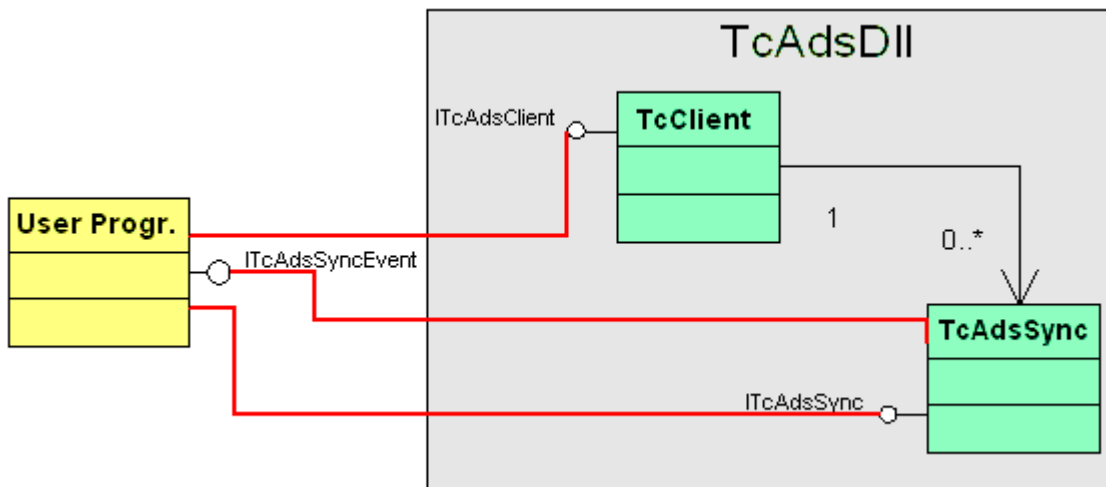 TcAdsDll
ITcAdsClient
TcClient
User Progr.
1
0..*
ITcAdsSyncEvent
TcAdsSync
ITcAdsSync